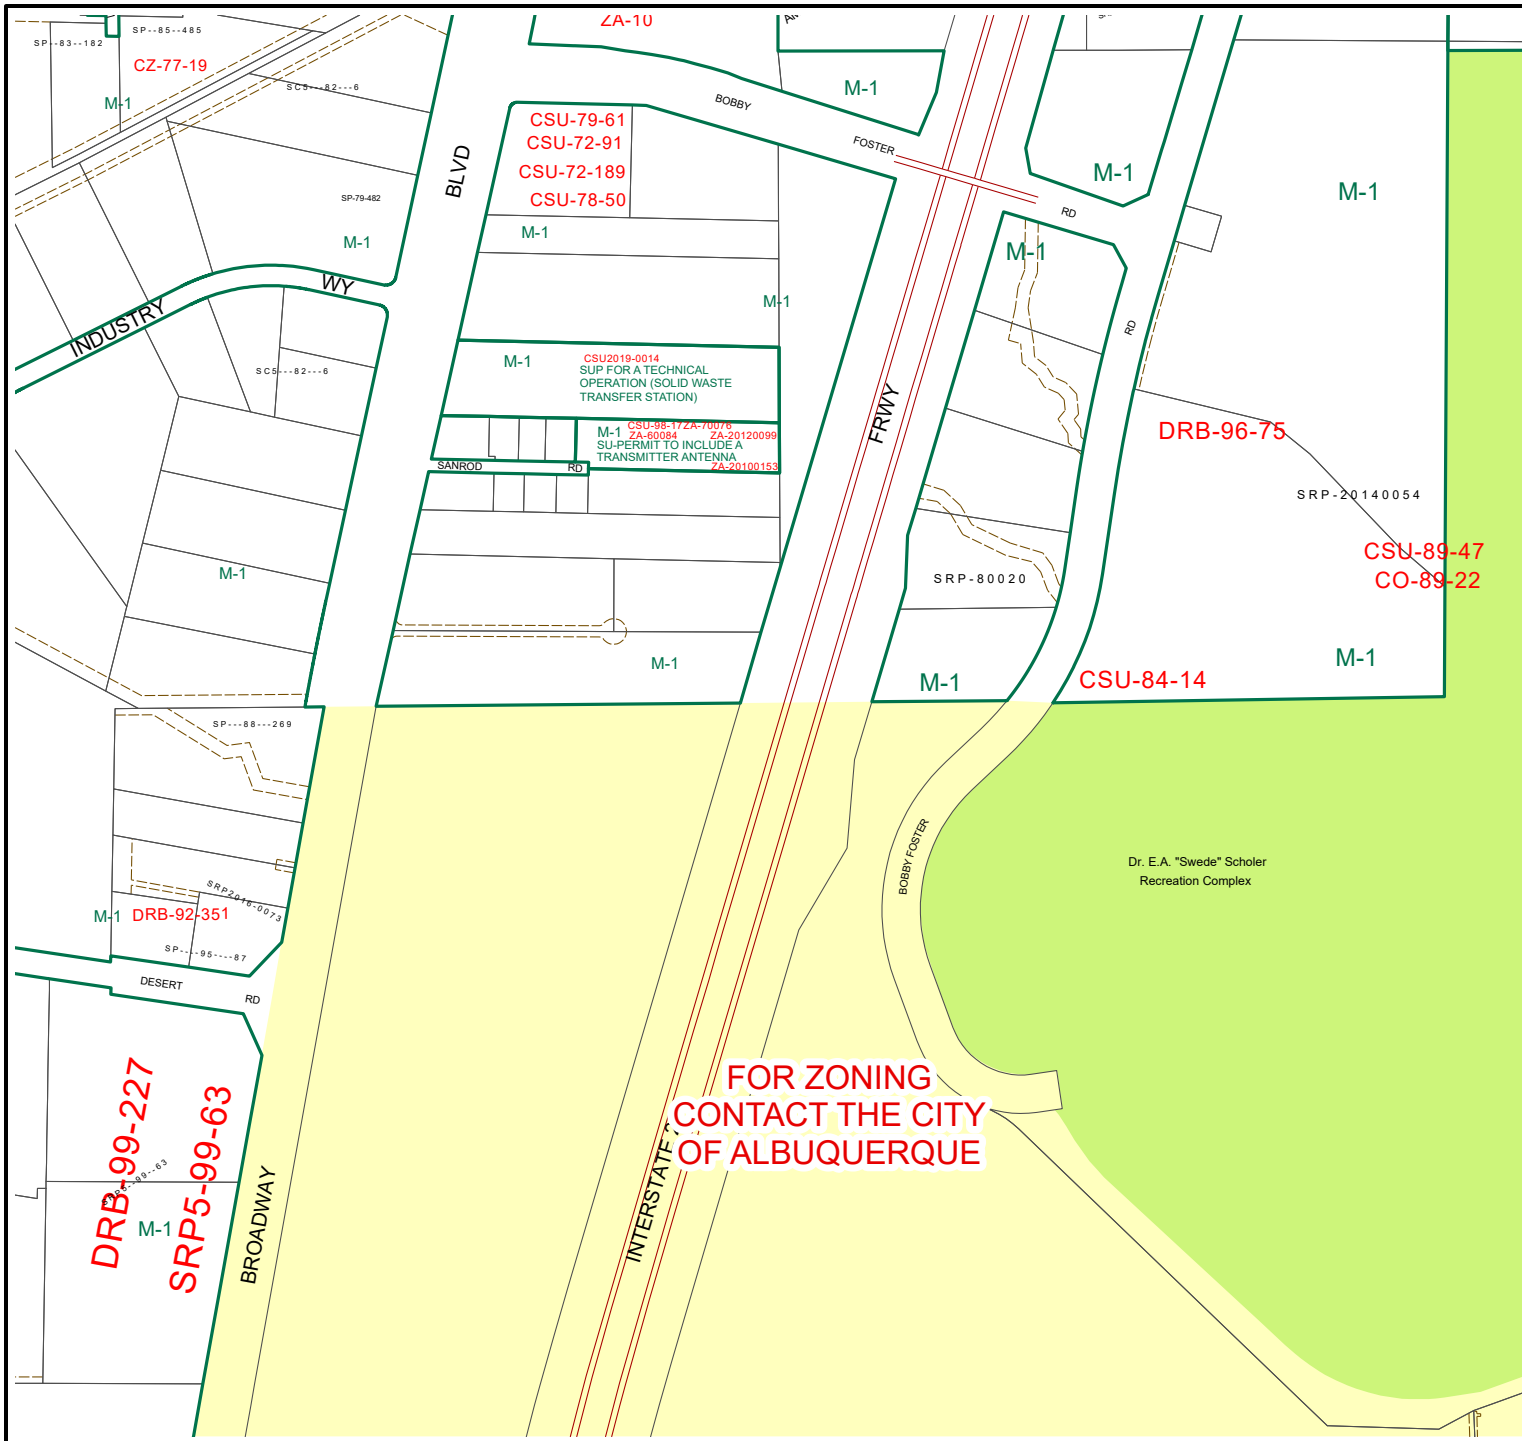 ZA-10
SP--83--182
SP--85--485
CZ-77-19
M-1
SC5---82---6
M-1
BOBBY
FOSTER
RD
CSU-79-61
CSU-72-91
CSU-72-189
CSU-78-50
BLVD
M-1
M-1
SP-79-482
M-1
M-1
M-1
M-1
INDUSTRY
WY
RD
M-1
CSU2019-0014
SUP FOR A TECHNICAL
OPERATION (SOLID WASTE
TRANSFER STATION)
SC5---82---6
FRWY
M-1
CSU-98-17
ZA-70076
ZA-60084
ZA-20120099
SU-PERMIT TO INCLUDE A
TRANSMITTER ANTENNA
ZA-20100153
SANROD
RD
DRB-96-75
SRP-20140054
CSU-89-47
CO-89-22
M-1
SRP-80020
M-1
M-1
M-1
CSU-84-14
SP---88---269
BOBBY FOSTER
Dr. E.A. "Swede" Scholer
Recreation Complex
SRP2016-0073
M-1
DRB-92-351
SP----95----87
DESERT
RD
FOR ZONING
CONTACT THE CITY
OF ALBUQUERQUE
DRB-99-227
SRP5-99-63
SRP5--99--63
M-1
BROADWAY
INTERSTATE